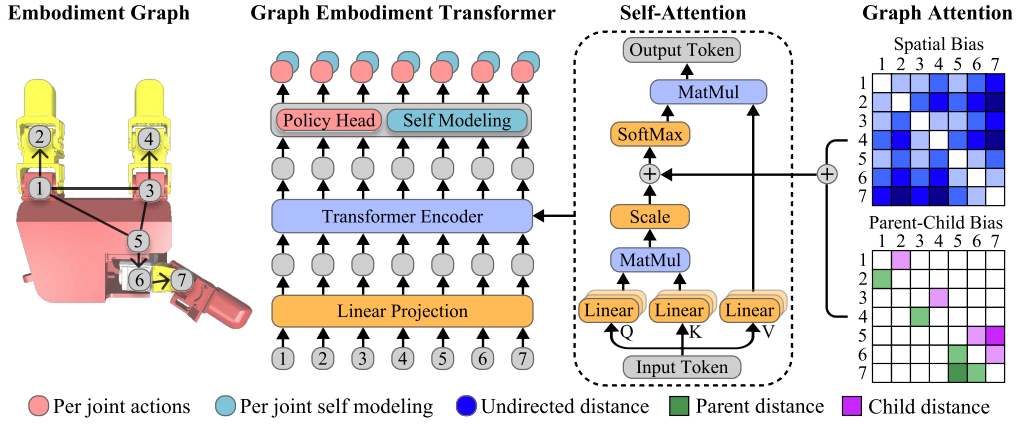 Embodiment Graph
Graph Embodiment Transformer
Self-Attention
Graph Attention
2
4
1
3
5
6
7
Policy Head
Self Modeling
Transformer Encoder
Linear Projection
1 2 3 4 5 6 7
Output Token
MatMul
SoftMax
+
Scale
MatMul
Linear Linear Linear
Q K V
Input Token
+
Spatial Bias
1 2 3 4 5 6 7
1
2
3
4
5
6
7
Parent-Child Bias
1 2 3 4 5 6 7
1
2
3
4
5
6
7
Per joint actions
Per joint self modeling
Undirected distance
Parent distance
Child distance